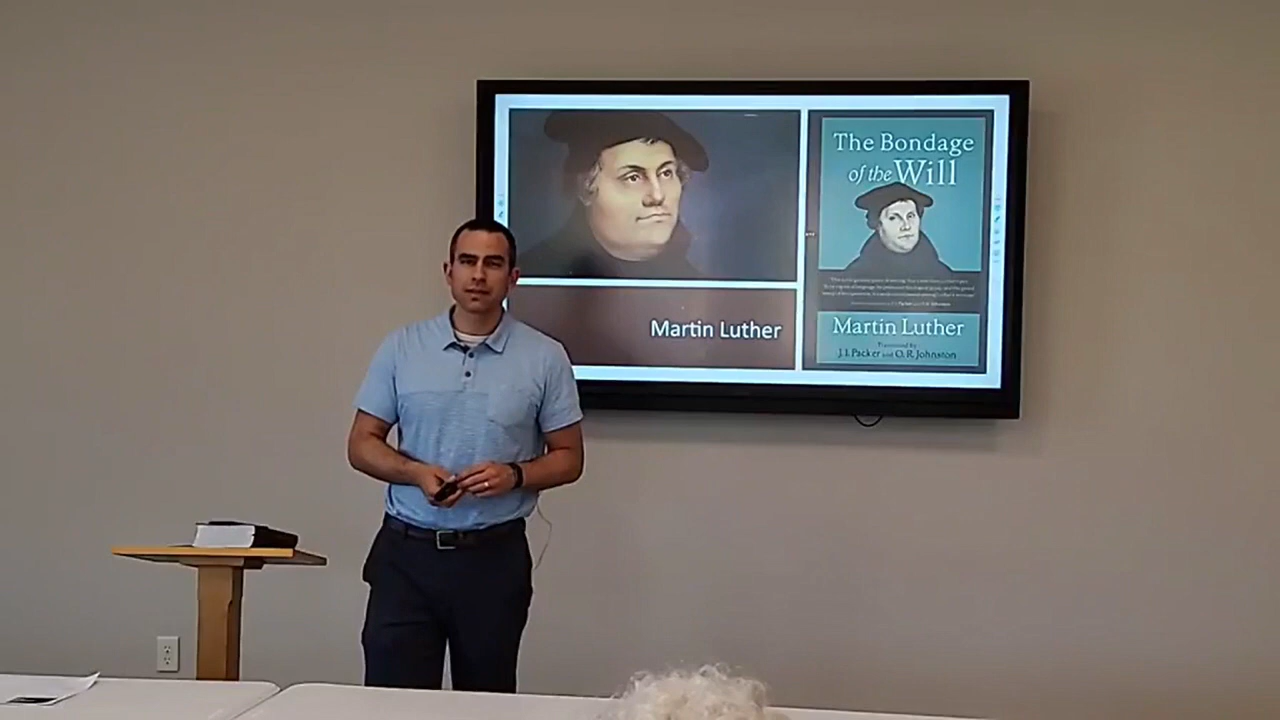 Martin Luther
The Bondage
of the Will
Martin Luther
Translated by
J. I. Packer and O. R. Johnston